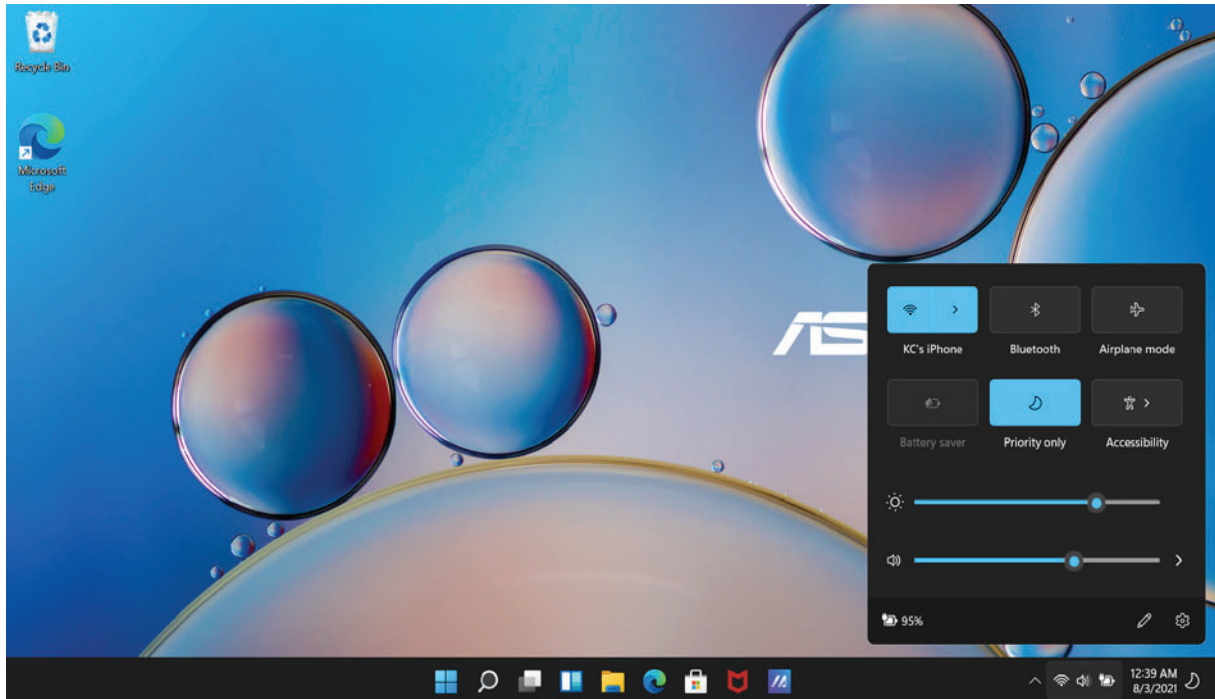 Recycle Bin
Microsoft
Edge
KC's iPhone
Bluetooth
Airplane mode
Battery saver
Priority only
Accessibility
95%
12:39 AM
8/3/2021